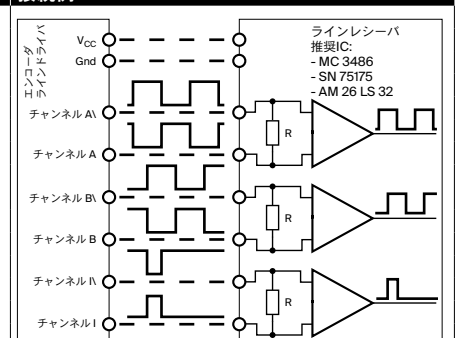 エンコーダ
ラインドライバ
V_CC
Gnd
チャンネル A\
チャンネル A
チャンネル B\
チャンネル B
チャンネル I\
チャンネル I
ラインレシーバ
推奨IC:
- MC 3486
- SN 75175
- AM 26 LS 32
R
R
R